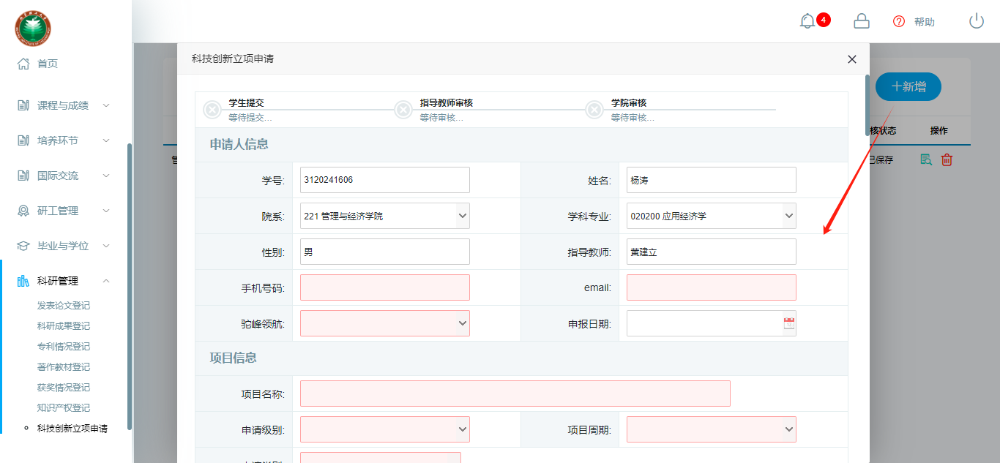 4
帮助
首页
课程与成绩
培养环节
国际交流
研工管理
毕业与学位
科研管理
发表论文登记
科研成果登记
专利情况登记
著作教材登记
获奖情况登记
知识产权登记
科技创新立项申请
科技创新立项申请
新增
核状态 操作
已保存
学生提交 指导教师审核 学院审核
等待提交... 等待审核... 等待审核...
申请人信息
学号: 3120241606 姓名: 杨涛
院系: 221 管理与经济学院 学科专业: 020200 应用经济学
性别: 男 指导教师: 黄建立
手机号码: email:
驼峰领航: 申报日期:
项目信息
项目名称:
申请级别: 项目周期: